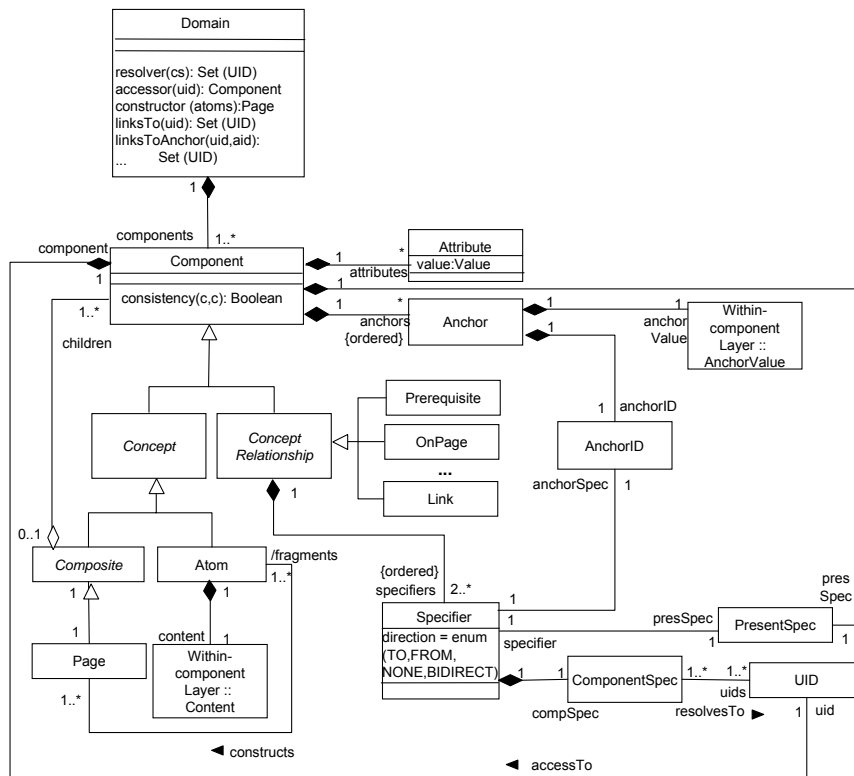 Domain
resolver(cs): Set (UID)
accessor(uid): Component
constructor (atoms):Page
linksTo(uid): Set (UID)
linksToAnchor(uid,aid):
... Set (UID)
1
components
1..*
component
1
Component
consistency(c,c): Boolean
1
*
attributes
Attribute
value:Value
1
1
*
anchors
{ordered}
Anchor
1
1
anchor
Value
Within-
component
Layer ::
AnchorValue
1
1..*
children
1
anchorID
AnchorID
anchorSpec
1
Concept
Concept
Relationship
1
Prerequisite
OnPage
...
Link
0..1
Composite
1
Atom
1
/fragments
1..*
{ordered}
specifiers
2..*
1
Page
1..*
content
1
Within-
component
Layer ::
Content
Specifier
direction = enum
(TO,FROM,
NONE,BIDIRECT)
1
1
specifier
presSpec
1
PresentSpec
pres
Spec
1
1
1
compSpec
ComponentSpec
1..*
1..*
uids
resolvesTo
UID
1
uid
constructs
accessTo